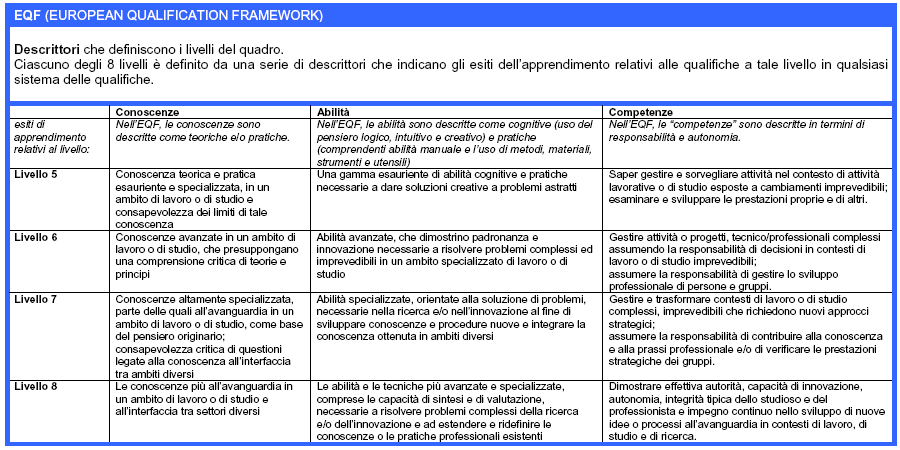 EQF (EUROPEAN QUALIFICATION FRAMEWORK)
Descrittori che definiscono i livelli del quadro.
Ciascuno degli 8 livelli è definito da una serie di descrittori che indicano gli esiti dell'apprendimento relativi alle qualifiche a tale livello in qualsiasi
sistema delle qualifiche.
Conoscenze
Abilità
Competenze
esiti di
apprendimento
relativi al livello:
Nell'EQF, le conoscenze sono
descritte come teoriche e/o pratiche.
Nell'EQF, le abilità sono descritte come cognitive (uso del
pensiero logico, intuitivo e creativo) e pratiche
(comprendenti abilità manuale e l'uso di metodi, materiali,
strumenti e utensili)
Nell'EQF, le "competenze" sono descritte in termini di
responsabilità e autonomia.
Livello 5
Conoscenza teorica e pratica
esauriente e specializzata, in un
ambito di lavoro o di studio e
consapevolezza dei limiti di tale
conoscenza
Una gamma esauriente di abilità cognitive e pratiche
necessarie a dare soluzioni creative a problemi astratti
Saper gestire e sorvegliare attività nel contesto di attività
lavorative o di studio esposte a cambiamenti imprevedibili;
esaminare e sviluppare le prestazioni proprie e di altri.
Livello 6
Conoscenze avanzate in un ambito di
lavoro o di studio, che presuppongano
una comprensione critica di teorie e
principi
Abilità avanzate, che dimostrino padronanza e
innovazione necessarie a risolvere problemi complessi ed
imprevedibili in un ambito specializzato di lavoro o di
studio
Gestire attività o progetti, tecnico/professionali complessi
assumendo la responsabilità di decisioni in contesti di
lavoro o di studio imprevedibili;
assumere la responsabilità di gestire lo sviluppo
professionale di persone e gruppi.
Livello 7
Conoscenze altamente specializzata,
parte delle quali all'avanguardia in un
ambito di lavoro o di studio, come base
del pensiero originario;
consapevolezza critica di questioni
legate alla conoscenza all'interfaccia
tra ambiti diversi
Abilità specializzate, orientate alla soluzione di problemi,
necessarie nella ricerca e/o nell'innovazione al fine di
sviluppare conoscenze e procedure nuove e integrare la
conoscenza ottenuta in ambiti diversi
Gestire e trasformare contesti di lavoro o di studio
complessi, imprevedibili che richiedono nuovi approcci
strategici;
assumere la responsabilità di contribuire alla conoscenza
e alla prassi professionale e/o di verificare le prestazioni
strategiche dei gruppi.
Livello 8
Le conoscenze più all'avanguardia in
un ambito di lavoro o di studio e
all'interfaccia tra settori diversi
Le abilità e le tecniche più avanzate e specializzate,
comprese le capacità di sintesi e di valutazione,
necessarie a risolvere problemi complessi della ricerca
e/o dell'innovazione e ad estendere e ridefinire le
conoscenze o le pratiche professionali esistenti
Dimostrare effettiva autorità, capacità di innovazione,
autonomia, integrità tipica dello studioso e del
professionista e impegno continuo nello sviluppo di nuove
idee o processi all'avanguardia in contesti di lavoro, di
studio e di ricerca.